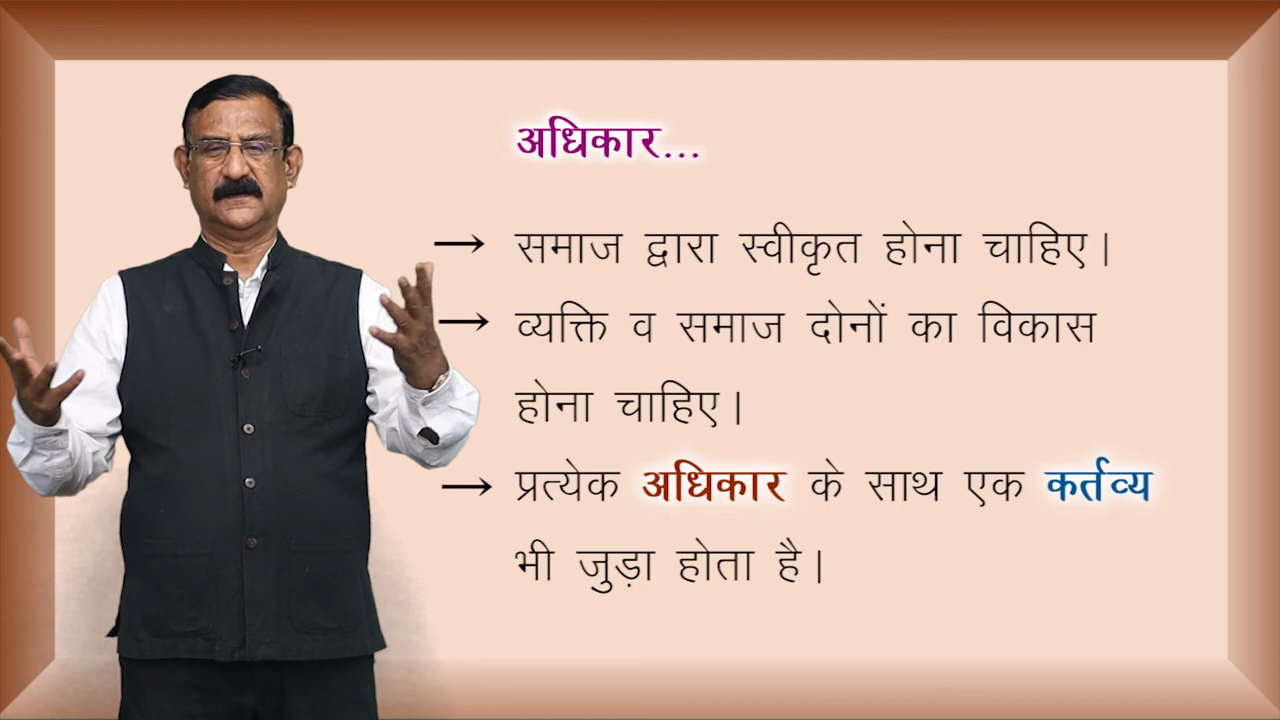 अधिकार...
→ समाज द्वारा स्वीकृत होना चाहिए।
→ व्यक्ति व समाज दोनों का विकास
होना चाहिए।
→ प्रत्येक अधिकार के साथ एक कर्तव्य
भी जुड़ा होता है।